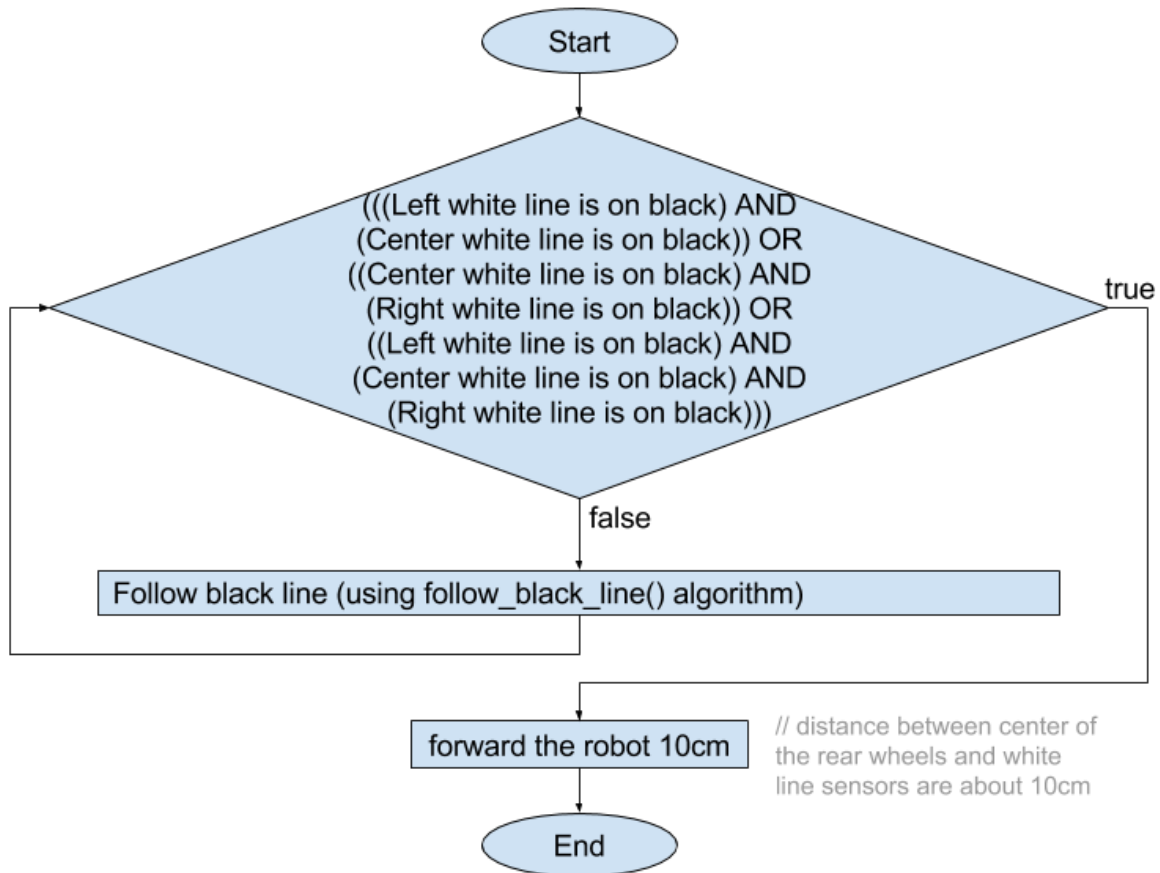 Start
(((Left white line is on black) AND
(Center white line is on black)) OR
((Center white line is on black) AND
(Right white line is on black)) OR
((Left white line is on black) AND
(Center white line is on black) AND
(Right white line is on black)))
true
false
Follow black line (using follow_black_line() algorithm)
forward the robot 10cm
// distance between center of
the rear wheels and white
line sensors are about 10cm
End